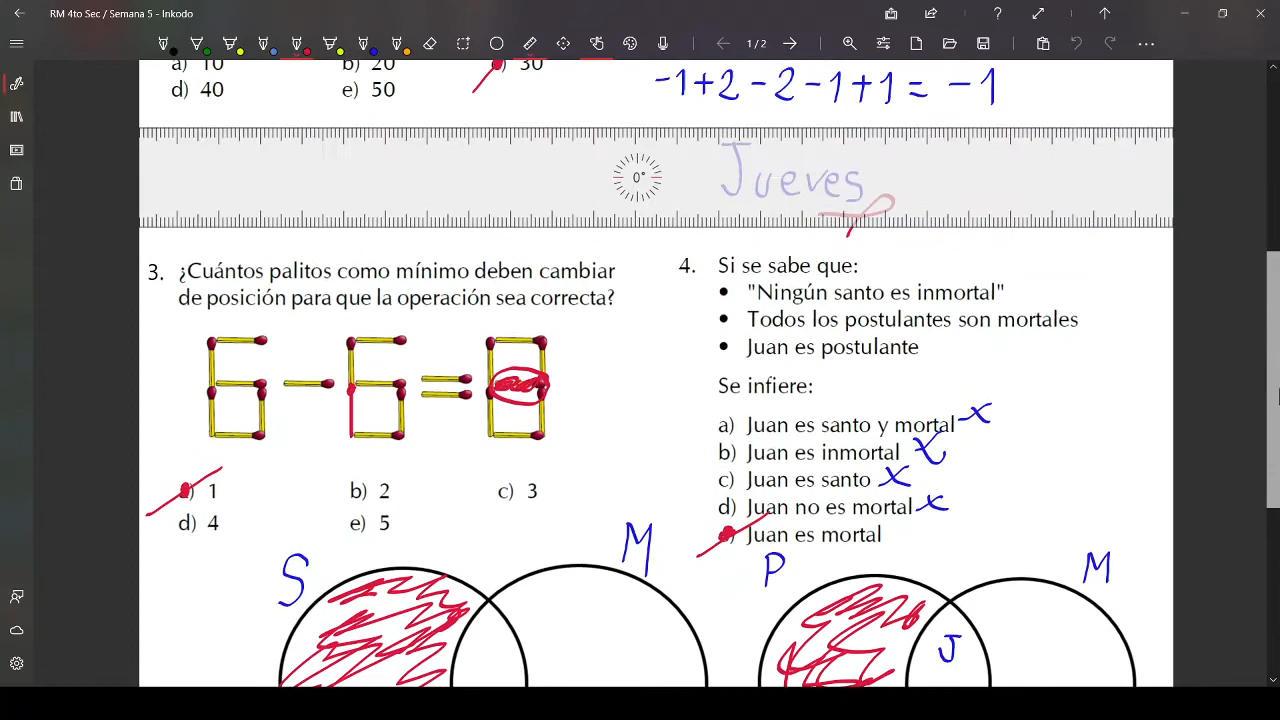 RM 4to Sec / Semana 5 - Inkodo
1/2
a) 10 b) 20 30
d) 40 e) 50
-1+2-2-1+1=-1
0°
Jueves
3. ¿Cuántos palitos como mínimo deben cambiar
de posición para que la operación sea correcta?
6-5=8
1 b) 2 c) 3
d) 4 e) 5
4. Si se sabe que:
• "Ningún santo es inmortal"
• Todos los postulantes son mortales
• Juan es postulante
Se infiere:
a) Juan es santo y mortal x
b) Juan es inmortal x
c) Juan es santo x
d) Juan no es mortal x
Juan es mortal
S M
P M
J